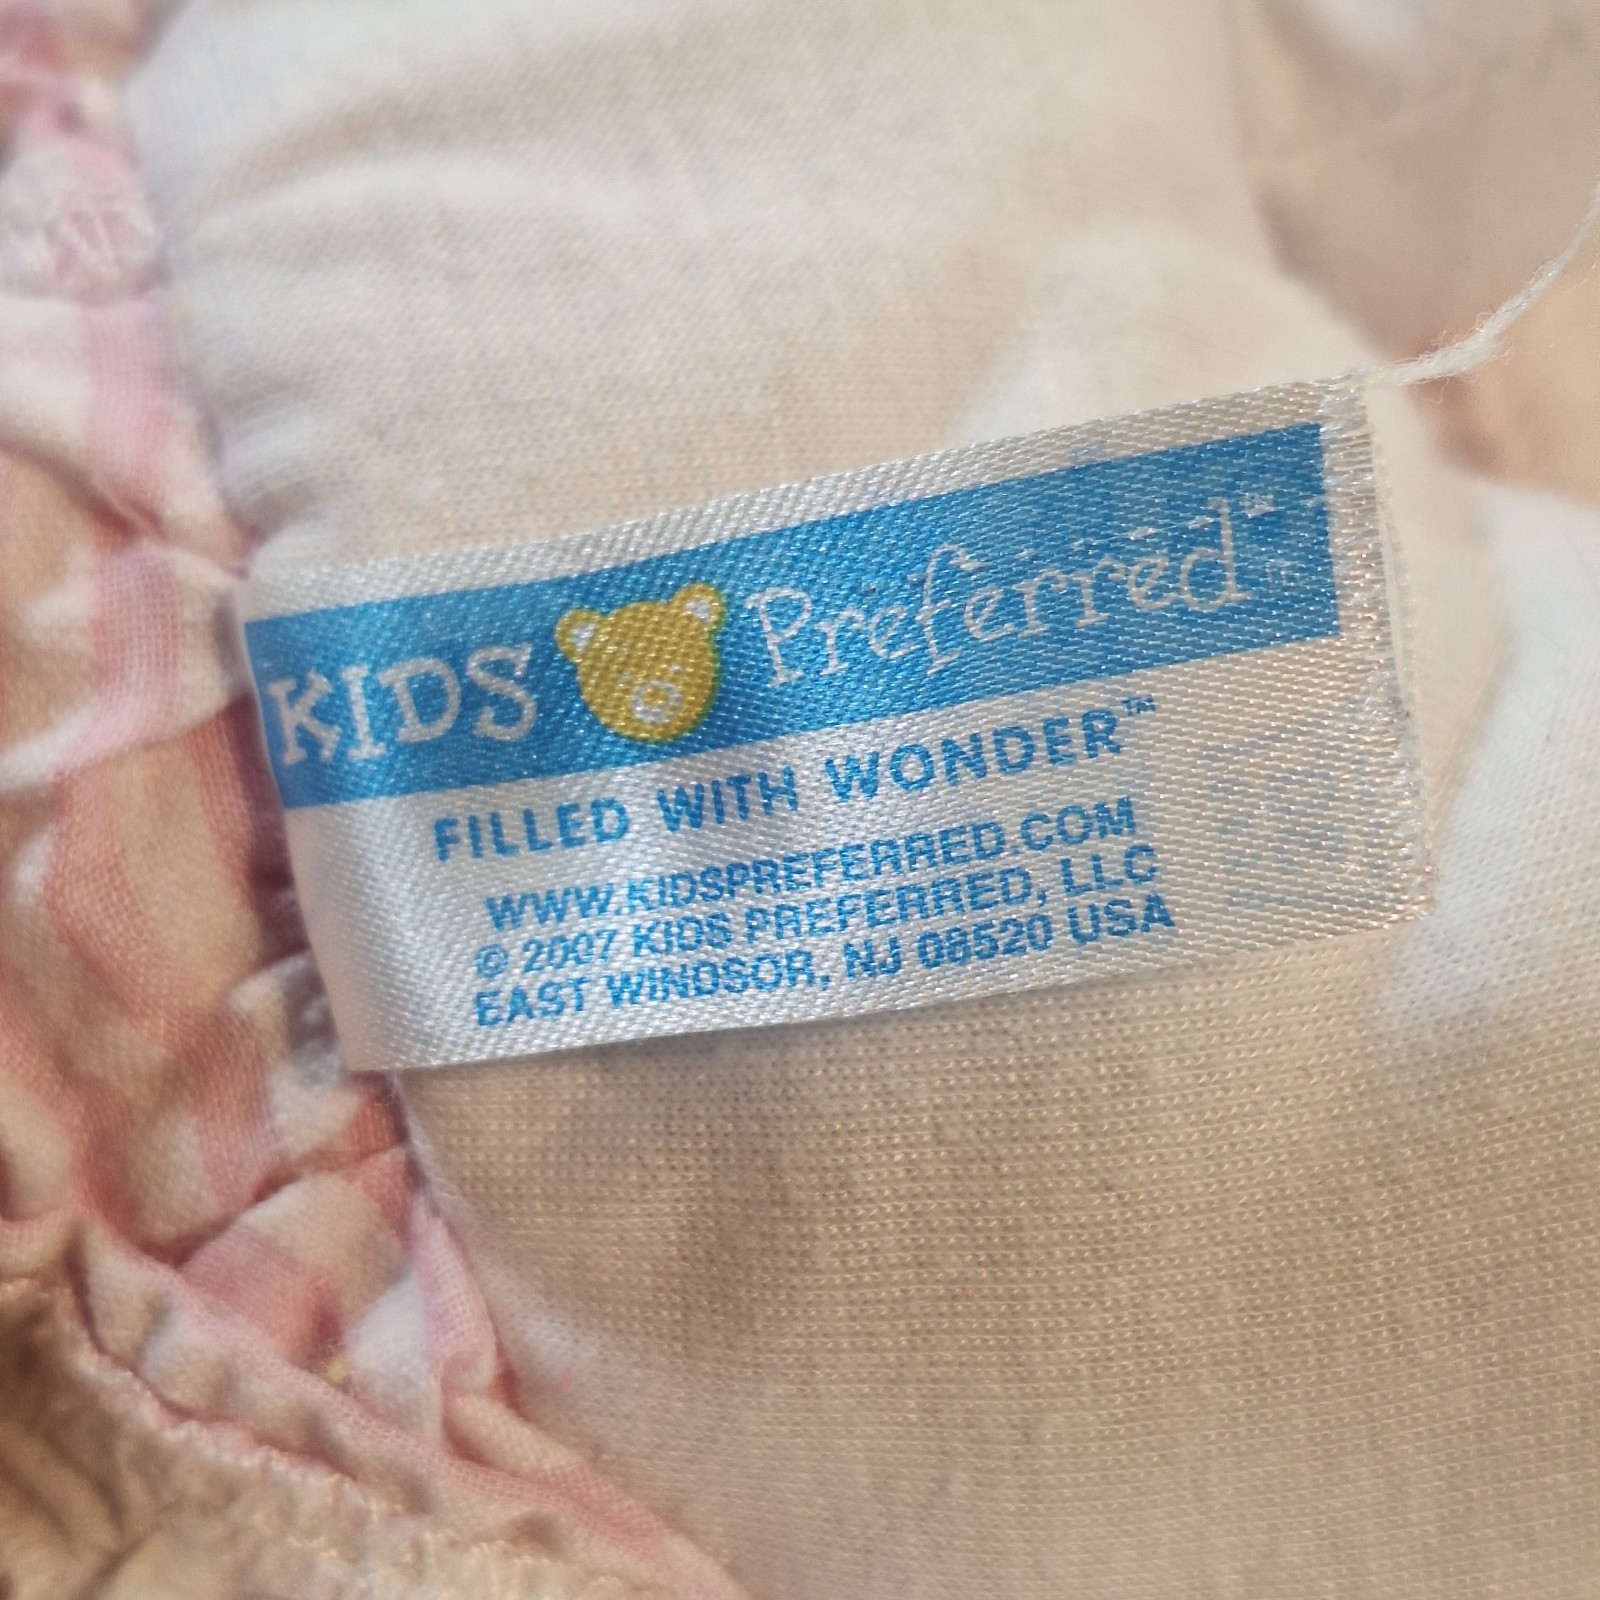 KIDS Preferred™
FILLED WITH WONDER™
WWW.KIDSPREFERRED.COM
© 2007 KIDS PREFERRED, LLC
EAST WINDSOR, NJ 08520 USA